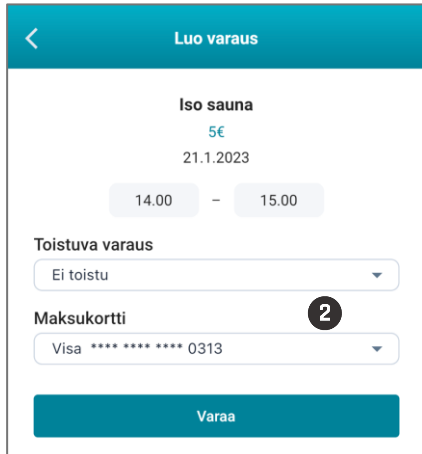 Luo varaus
Iso sauna
5€
21.1.2023
14.00 – 15.00
Toistuva varaus
Ei toistu
2
Maksukortti
Visa **** **** **** 0313
Varaa